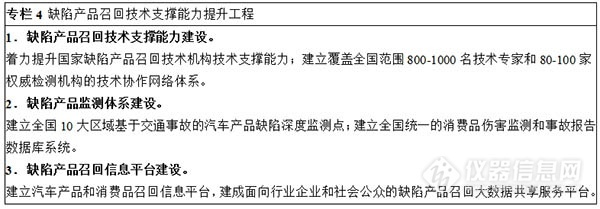 专栏 4 缺陷产品召回技术支撑能力提升工程
1．缺陷产品召回技术支撑能力建设。
着力提升国家缺陷产品召回技术机构技术支撑能力；建立覆盖全国范围 800-1000 名技术专家和 80-100 家
权威检测机构的技术协作网络体系。
2．缺陷产品监测体系建设。
建立全国 10 大区域基于交通事故的汽车产品缺陷深度监测点；建立全国统一的消费品伤害监测和事故报告
数据库系统。
3．缺陷产品召回信息平台建设。
建立汽车产品和消费品召回信息平台，建成面向行业企业和社会公众的缺陷产品召回大数据共享服务平台。
仪器信息网
www.instrument.com.cn